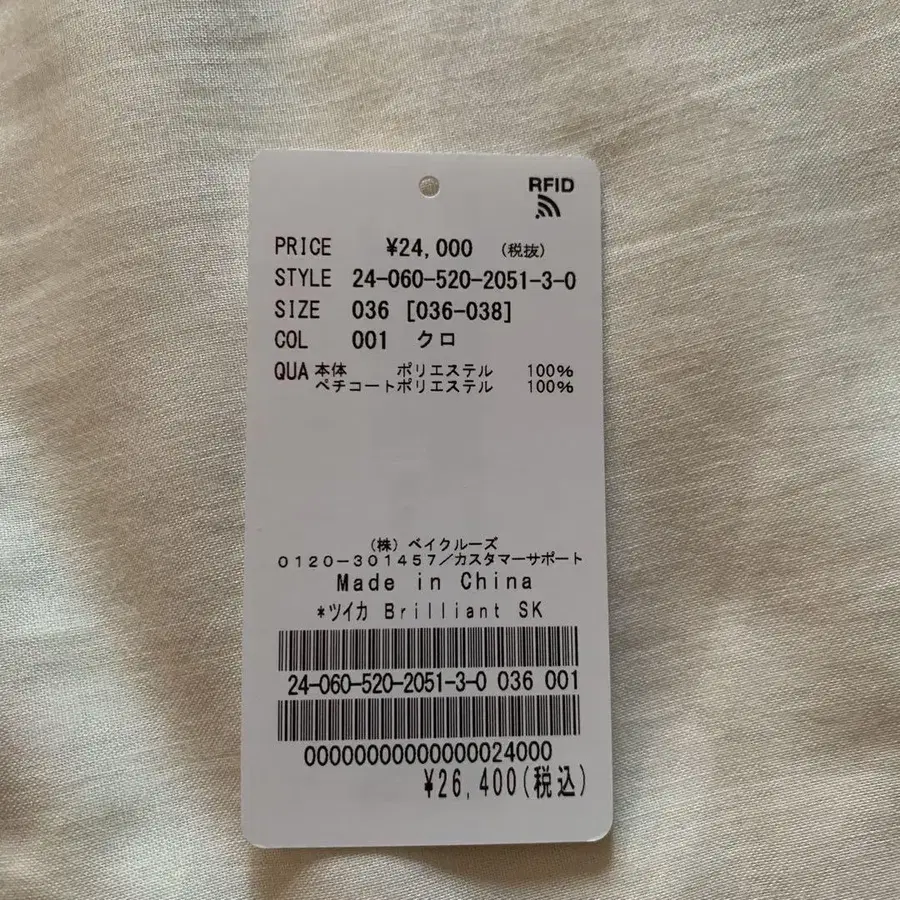 RFID
PRICE ¥24,000 (税抜)
STYLE 24-060-520-2051-3-0
SIZE 036 [036-038]
COL 001 クロ
QUA 本体 ポリエステル 100%
ペチコートポリエステル 100%
(株) ベイクルーズ
0120-301457/カスタマーサポート
Made in China
*ツイカ Brilliant SK
24-060-520-2051-3-0 036 001
00000000000000024000
¥26,400(税込)